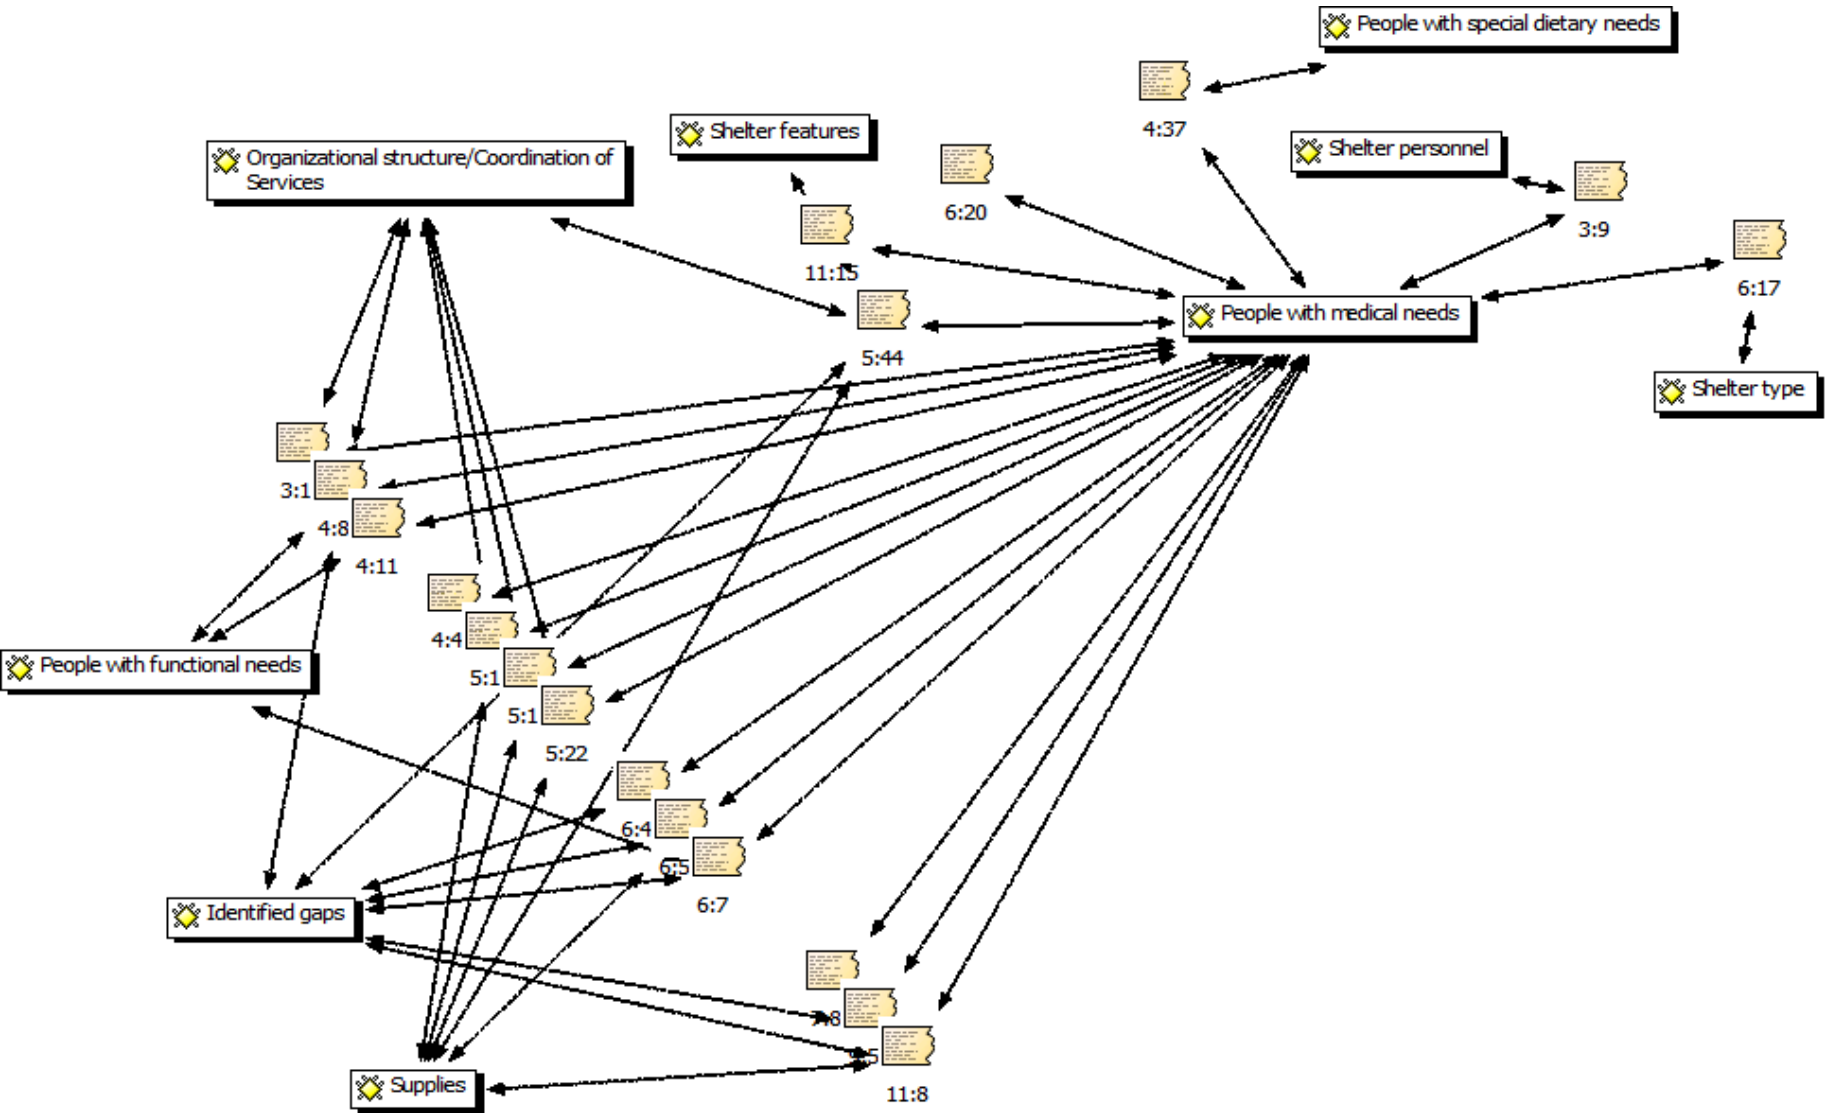 People with special dietary needs
4:37
Shelter features
Shelter personnel
Organizational structure/Coordination of
Services
6:20
3:9
11:15
6:17
People with medical needs
5:44
Shelter type
3:1
4:8
4:11
4:4
People with functional needs
5:1
5:1
5:22
6:4
6:5
6:7
Identified gaps
11:8
Supplies